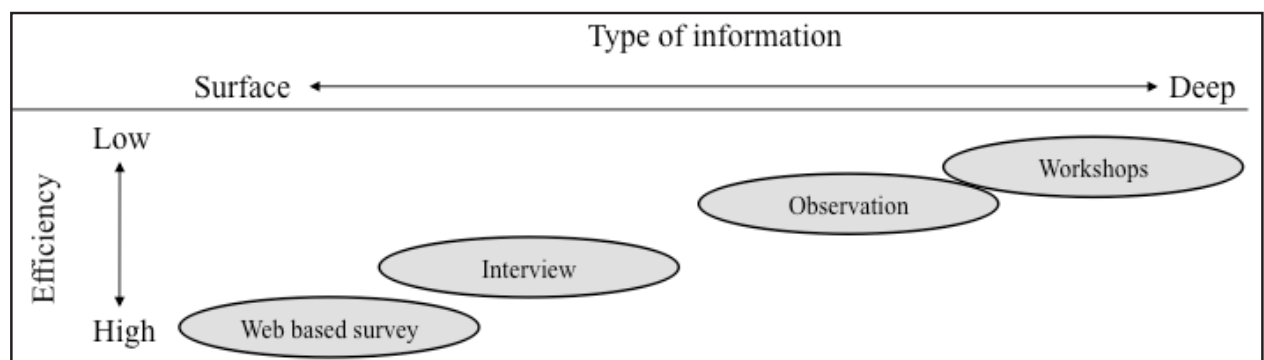 Type of information
Surface
Deep
Low
Workshops
Efficiency
Observation
Interview
High
Web based survey